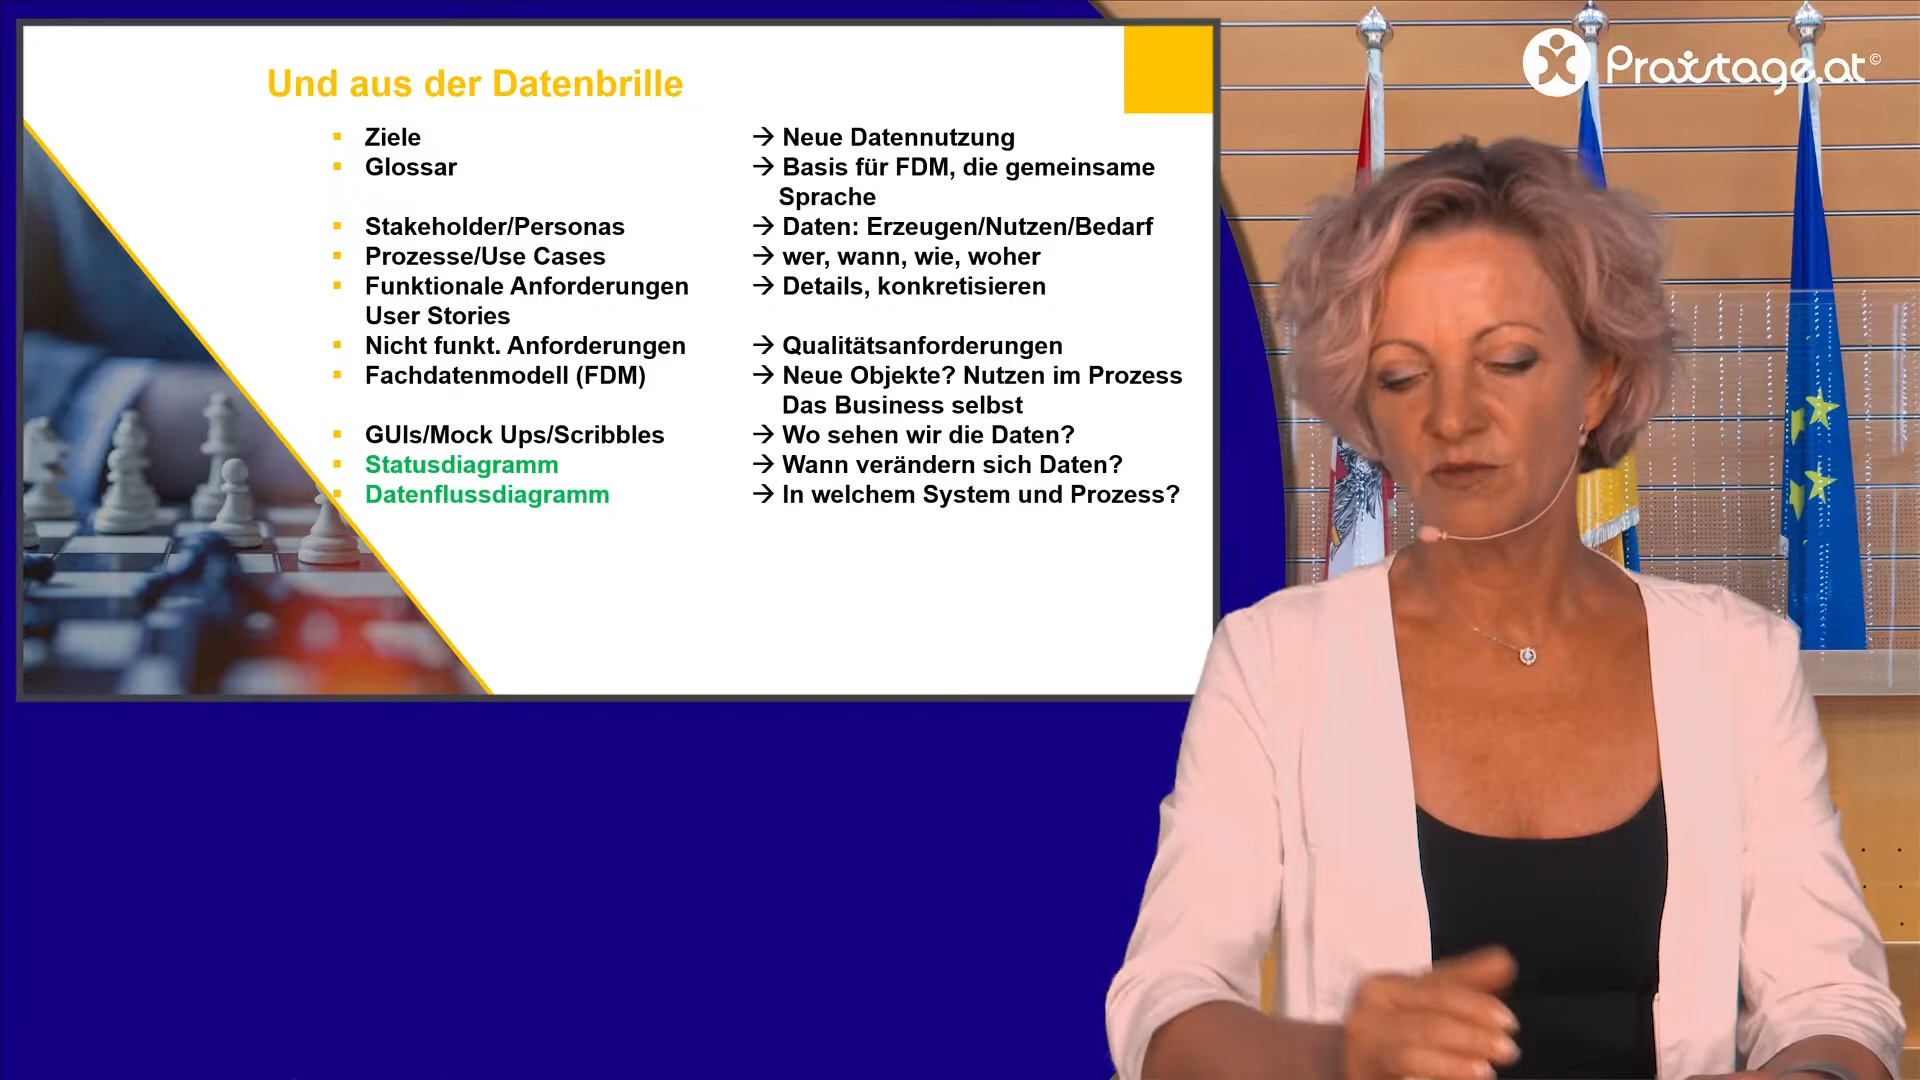 Praxistage.at©
Und aus der Datenbrille
Ziele → Neue Datennutzung
Glossar → Basis für FDM, die gemeinsame
Sprache
Stakeholder/Personas → Daten: Erzeugen/Nutzen/Bedarf
Prozesse/Use Cases → wer, wann, wie, woher
Funktionale Anforderungen → Details, konkretisieren
User Stories
Nicht funkt. Anforderungen → Qualitätsanforderungen
Fachdatenmodell (FDM) → Neue Objekte? Nutzen im Prozess
Das Business selbst
GUIs/Mock Ups/Scribbles → Wo sehen wir die Daten?
Statusdiagramm → Wann verändern sich Daten?
Datenflussdiagramm → In welchem System und Prozess?